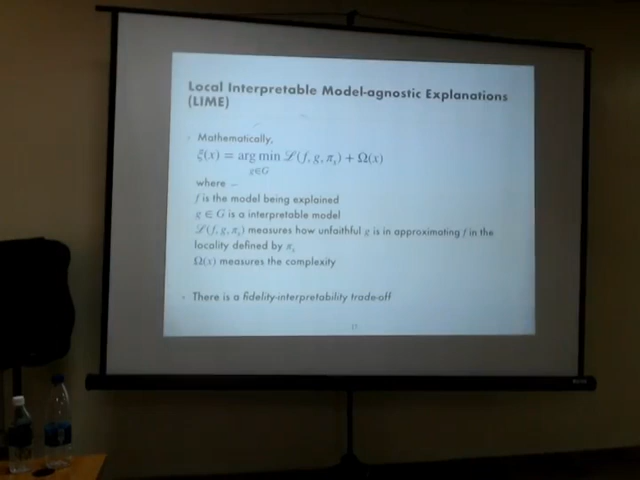 Local Interpretable Model-agnostic Explanations
(LIME)
Mathematically,
ξ(x) = arg min ℒ(f, g, πₓ) + Ω(x)
g∈G
where –
f is the model being explained
g ∈ G is a interpretable model
ℒ(f, g, πₓ) measures how unfaithful g is in approximating f in the
locality defined by πₓ
Ω(x) measures the complexity
There is a fidelity-interpretability trade-off